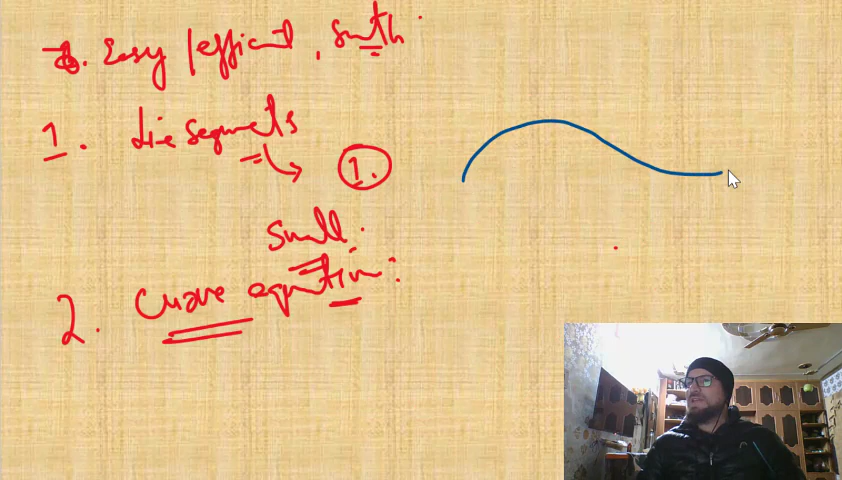 Easy / efficient, smooth.
1. Line segments
1.
small.
2. Curve equation: